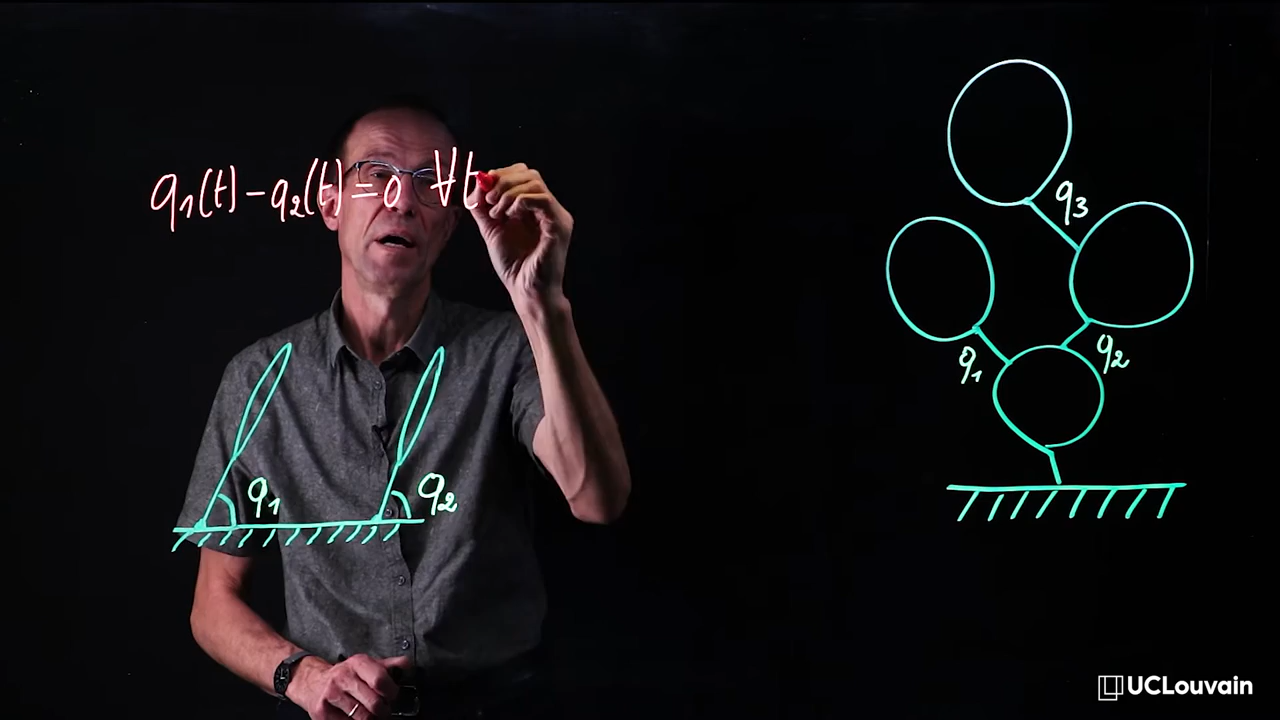 q1(t) - q2(t) = 0 ∀t
q3
q1
q2
q1
q2
UCLouvain